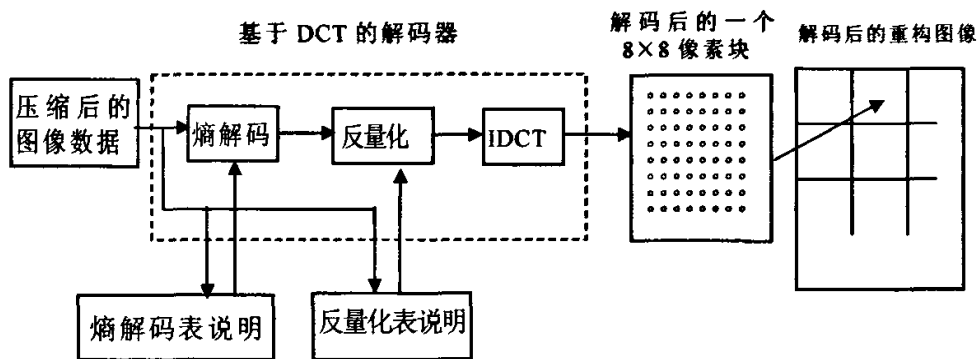 基于 DCT 的解码器
解码后的一个
8×8 像素块
解码后的重构图像
压缩后的
图像数据
熵解码
反量化
IDCT
熵解码表说明
反量化表说明